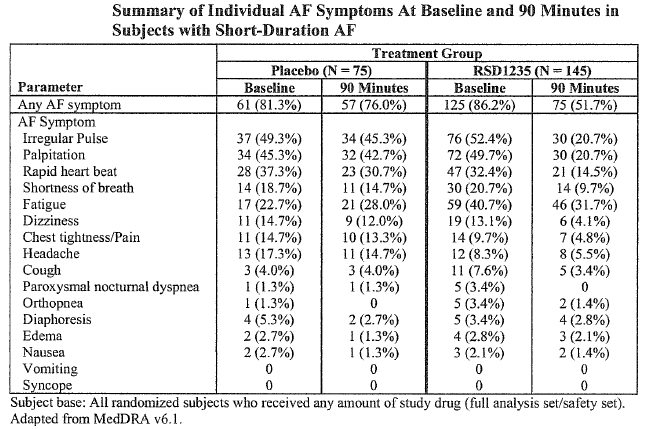 Summary of Individual AF Symptoms At Baseline and 90 Minutes in
Subjects with Short-Duration AF
Treatment Group
Placebo (N = 75) RSD1235 (N = 145)
Parameter Baseline 90 Minutes Baseline 90 Minutes
Any AF symptom 61 (81.3%) 57 (76.0%) 125 (86.2%) 75 (51.7%)
AF Symptom
Irregular Pulse 37 (49.3%) 34 (45.3%) 76 (52.4%) 30 (20.7%)
Palpitation 34 (45.3%) 32 (42.7%) 72 (49.7%) 30 (20.7%)
Rapid heart beat 28 (37.3%) 23 (30.7%) 47 (32.4%) 21 (14.5%)
Shortness of breath 14 (18.7%) 11 (14.7%) 30 (20.7%) 14 (9.7%)
Fatigue 17 (22.7%) 21 (28.0%) 59 (40.7%) 46 (31.7%)
Dizziness 11 (14.7%) 9 (12.0%) 19 (13.1%) 6 (4.1%)
Chest tightness/Pain 11 (14.7%) 10 (13.3%) 14 (9.7%) 7 (4.8%)
Headache 13 (17.3%) 11 (14.7%) 12 (8.3%) 8 (5.5%)
Cough 3 (4.0%) 3 (4.0%) 11 (7.6%) 5 (3.4%)
Paroxysmal nocturnal dyspnea 1 (1.3%) 1 (1.3%) 5 (3.4%) 0
Orthopnea 1 (1.3%) 0 5 (3.4%) 2 (1.4%)
Diaphoresis 4 (5.3%) 2 (2.7%) 5 (3.4%) 4 (2.8%)
Edema 2 (2.7%) 1 (1.3%) 4 (2.8%) 3 (2.1%)
Nausea 2 (2.7%) 1 (1.3%) 3 (2.1%) 2 (1.4%)
Vomiting 0 0 0 0
Syncope 0 0 0 0
Subject base: All randomized subjects who received any amount of study drug (full analysis set/safety set).
Adapted from MedDRA v6.1.